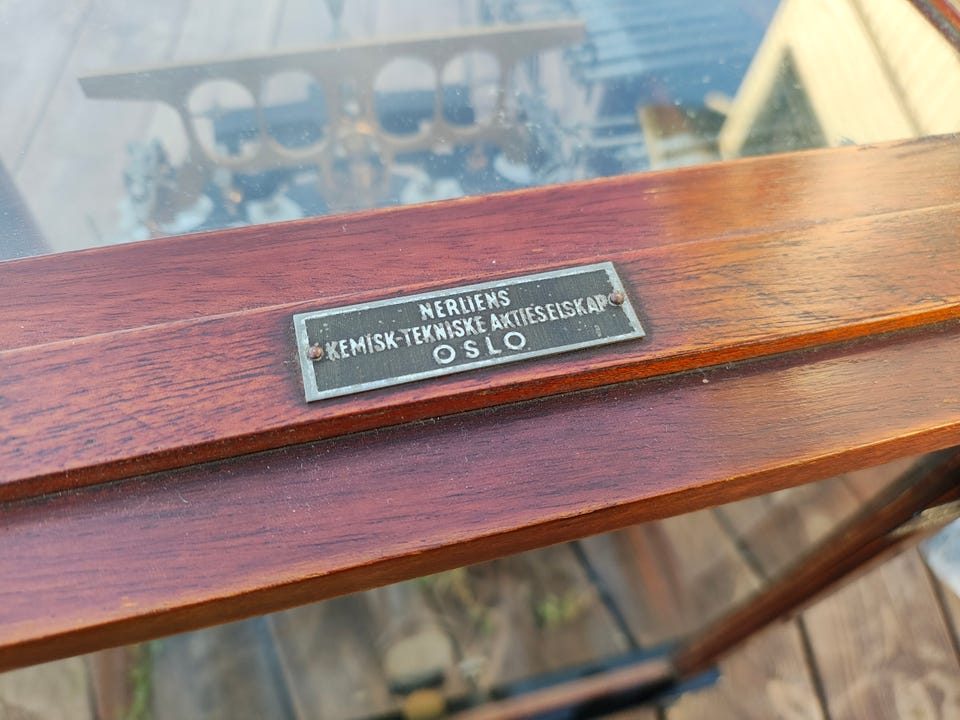 NERLIENS
KEMISK-TEKNISKE AKTIESELSKAP
OSLO